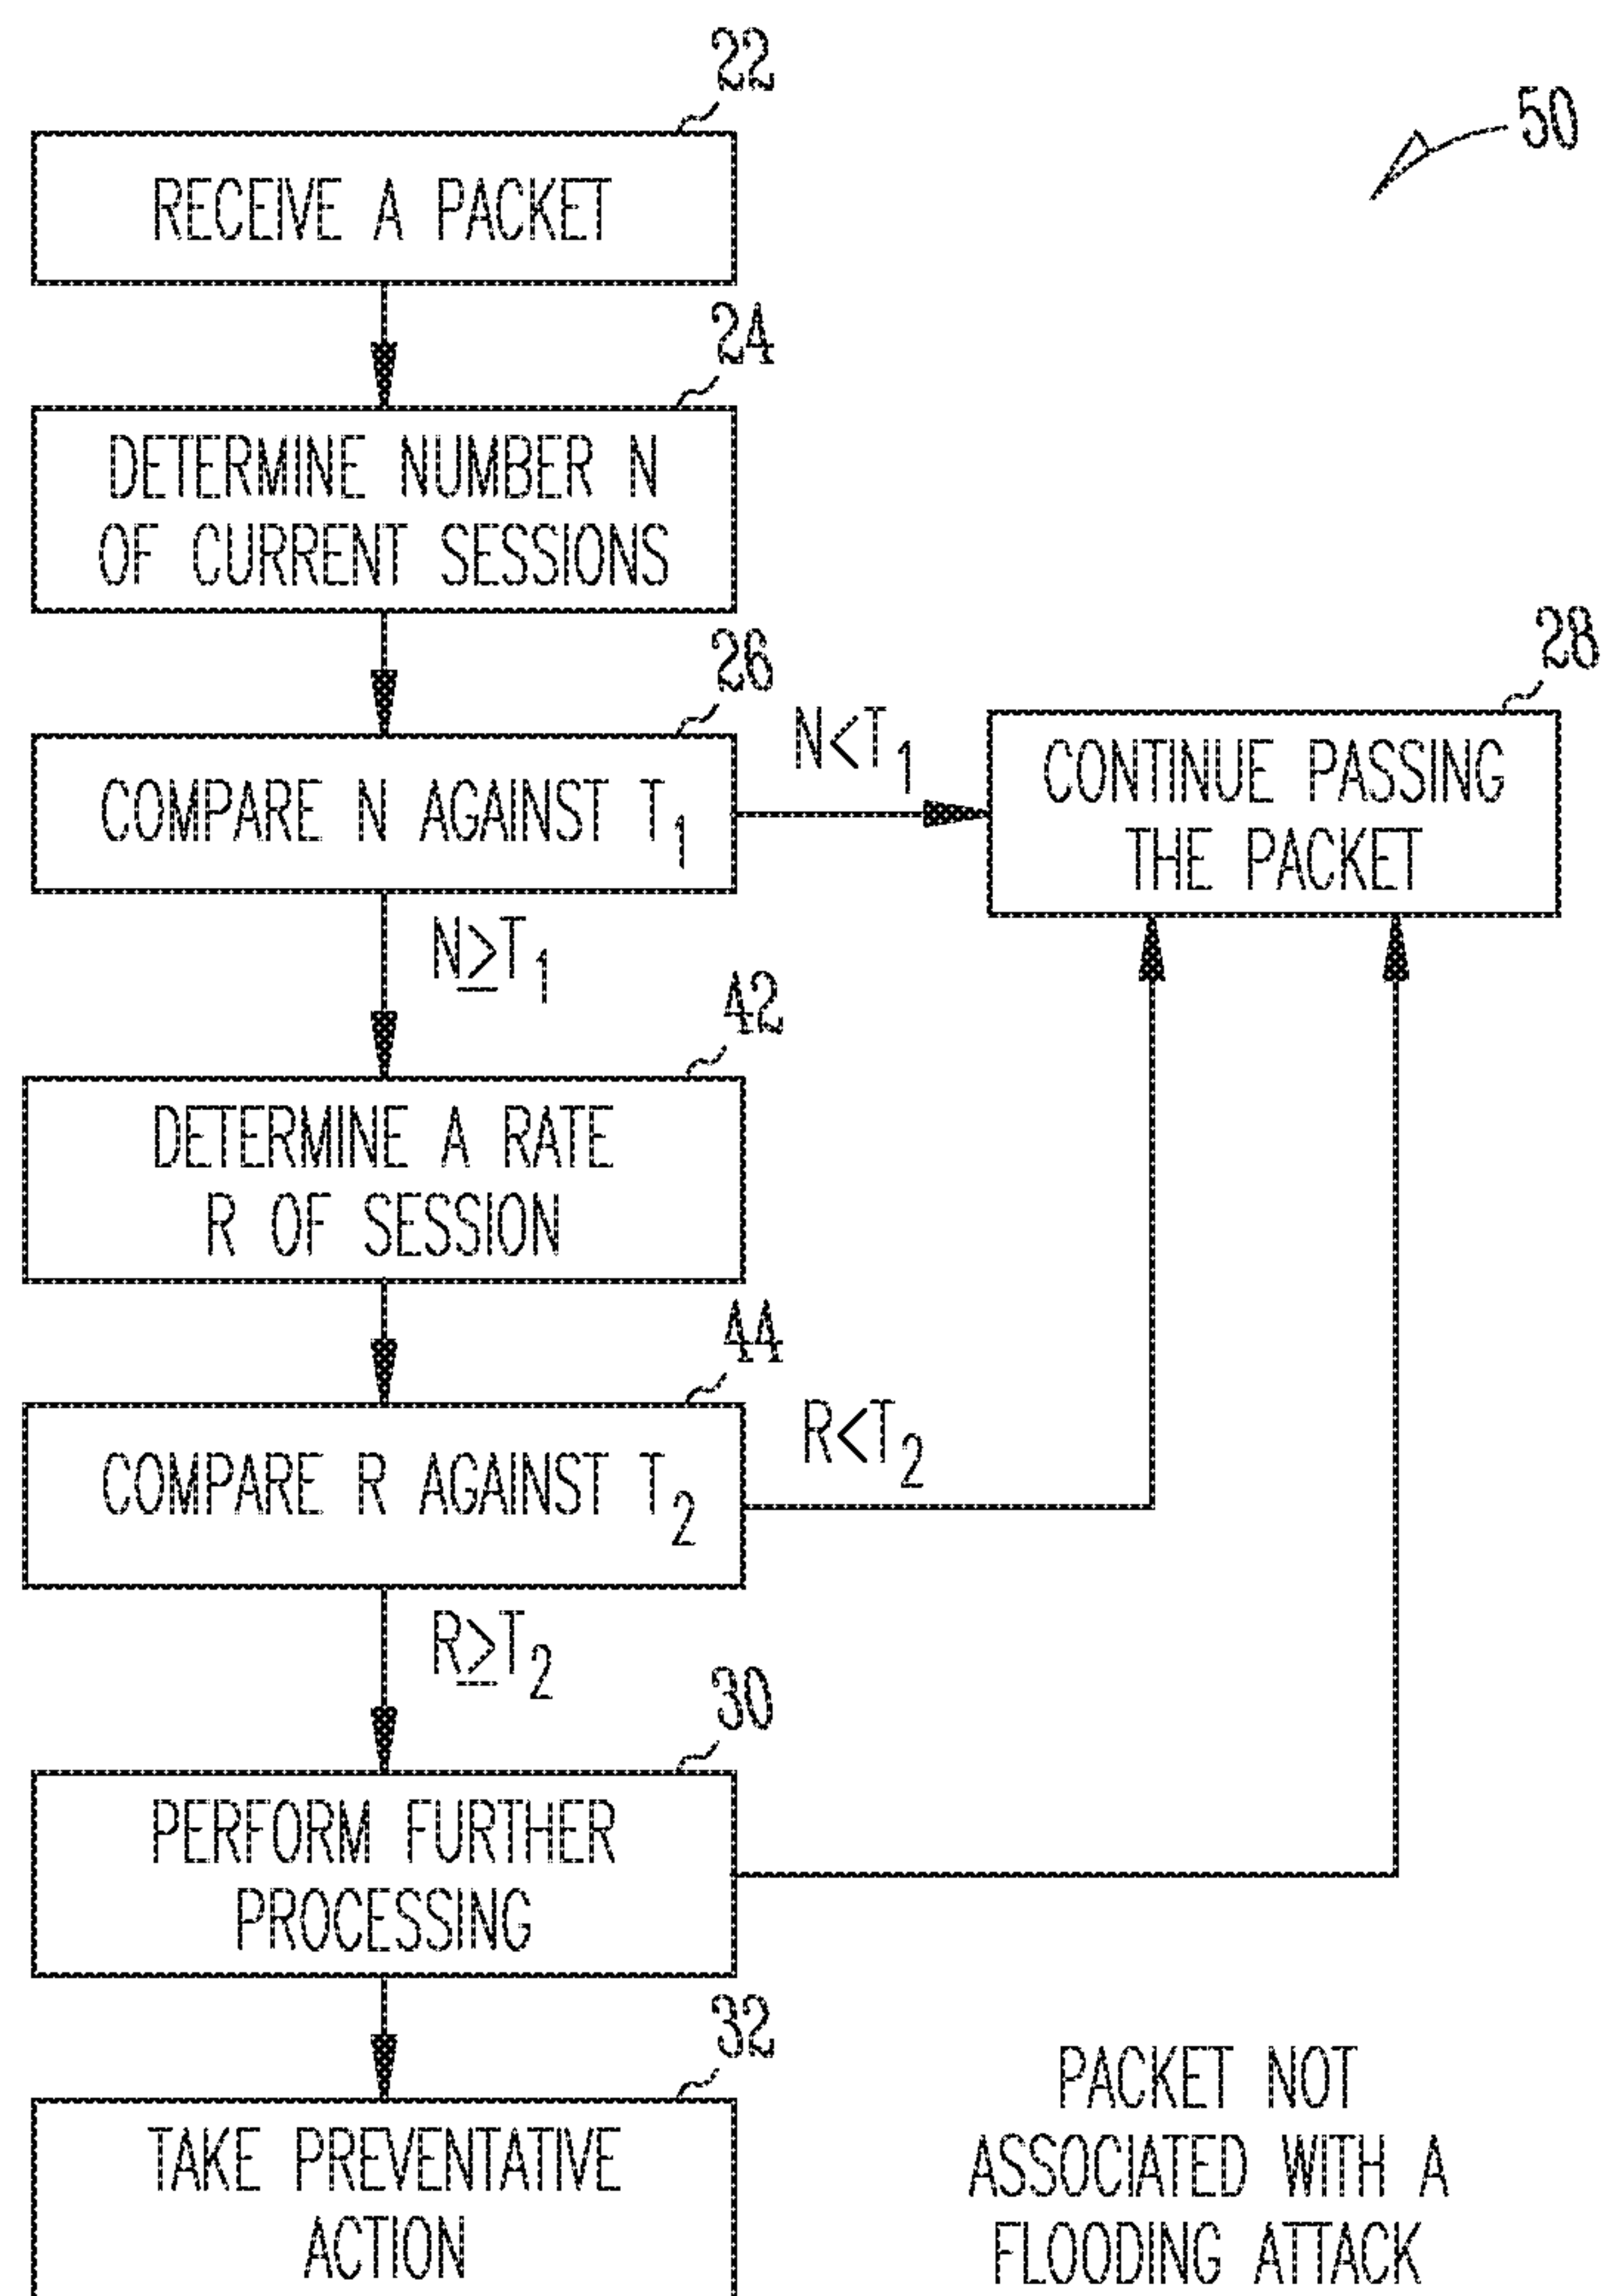 22
50
RECEIVE A PACKET
24
DETERMINE NUMBER N
OF CURRENT SESSIONS
26
28
N<T1
COMPARE N AGAINST T1
CONTINUE PASSING
THE PACKET
N≥T1
42
DETERMINE A RATE
R OF SESSION
44
R<T2
COMPARE R AGAINST T2
R≥T2
30
PERFORM FURTHER
PROCESSING
32
TAKE PREVENTATIVE
ACTION
PACKET NOT
ASSOCIATED WITH A
FLOODING ATTACK